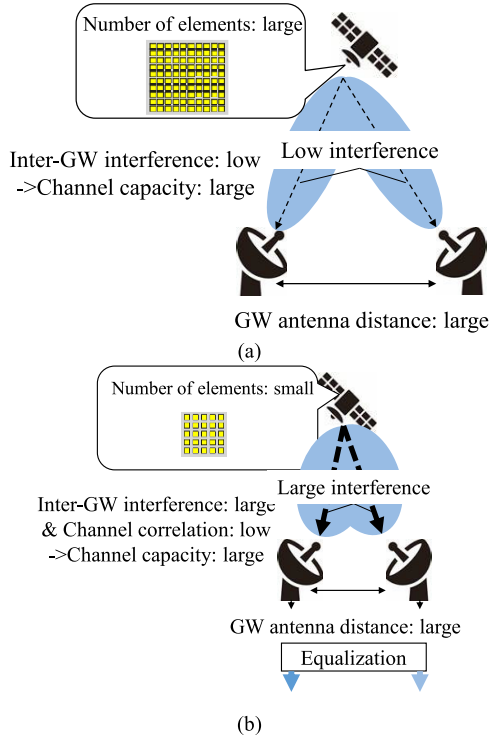 Number of elements: large
Inter-GW interference: low
->Channel capacity: large
Low interference
GW antenna distance: large
(a)
Number of elements: small
Inter-GW interference: large
& Channel correlation: low
->Channel capacity: large
Large interference
GW antenna distance: large
Equalization
(b)